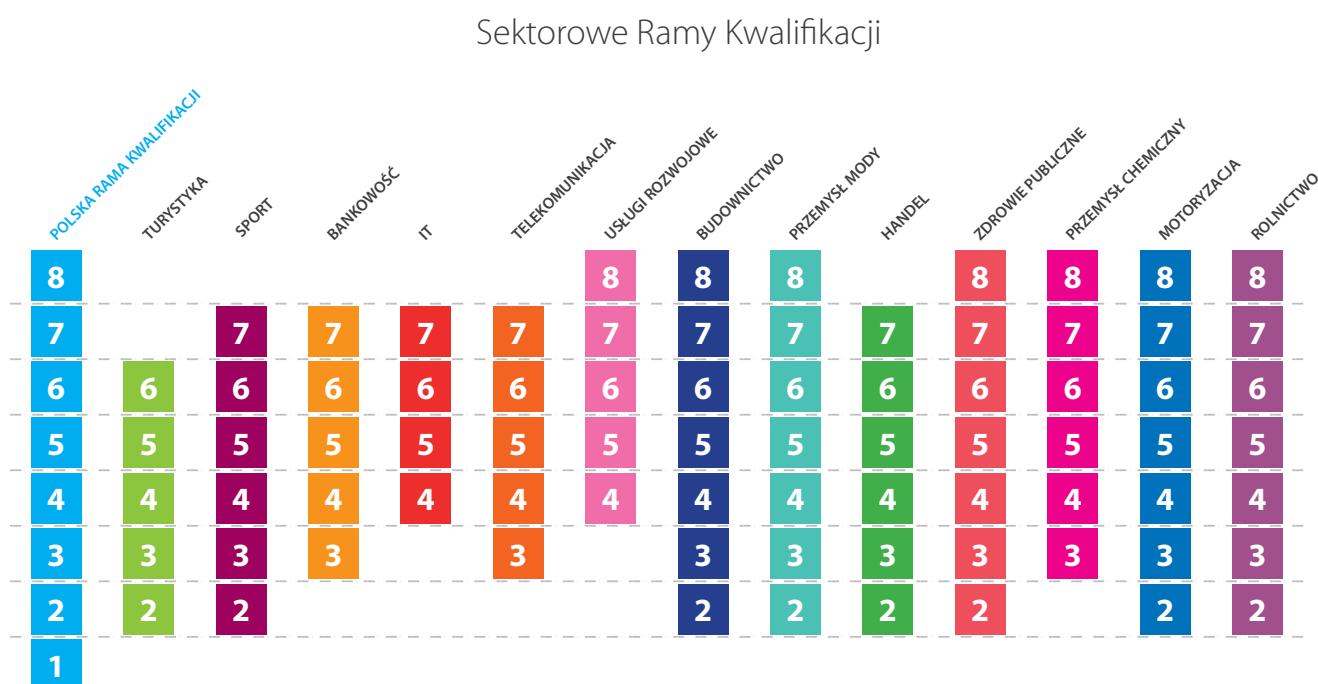 Sektorowe Ramy Kwalifikacji
POLSKA RAMA KWALIFIKACJI
TURYSTYKA
SPORT
BANKOWOŚĆ
IT
TELEKOMUNIKACJA
USŁUGI ROZWOJOWE
BUDOWNICTWO
PRZEMYSŁ MODY
HANDEL
ZDROWIE PUBLICZNE
PRZEMYSŁ CHEMICZNY
MOTORYZACJA
ROLNICTWO
8 8 8 8 8 8 8 8
7 7 7 7 7 7 7 7 7 7 7 7 7
6 6 6 6 6 6 6 6 6 6 6 6 6 6
5 5 5 5 5 5 5 5 5 5 5 5 5 5
4 4 4 4 4 4 4 4 4 4 4 4 4 4
3 3 3 3 3 3 3 3 3 3 3 3
2 2 2 2 2 2 2 2 2
1